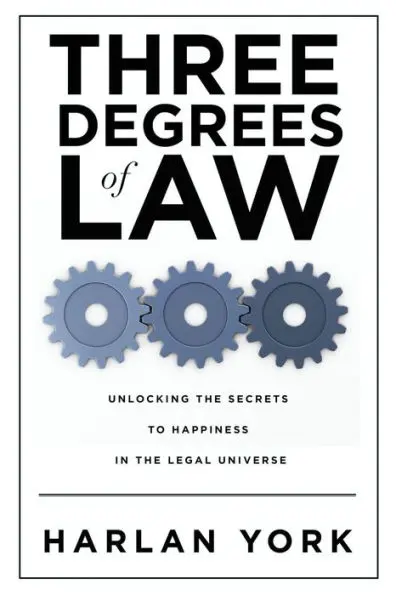 THREE
DEGREES
of LAW
UNLOCKING THE SECRETS
TO HAPPINESS
IN THE LEGAL UNIVERSE
HARLAN YORK